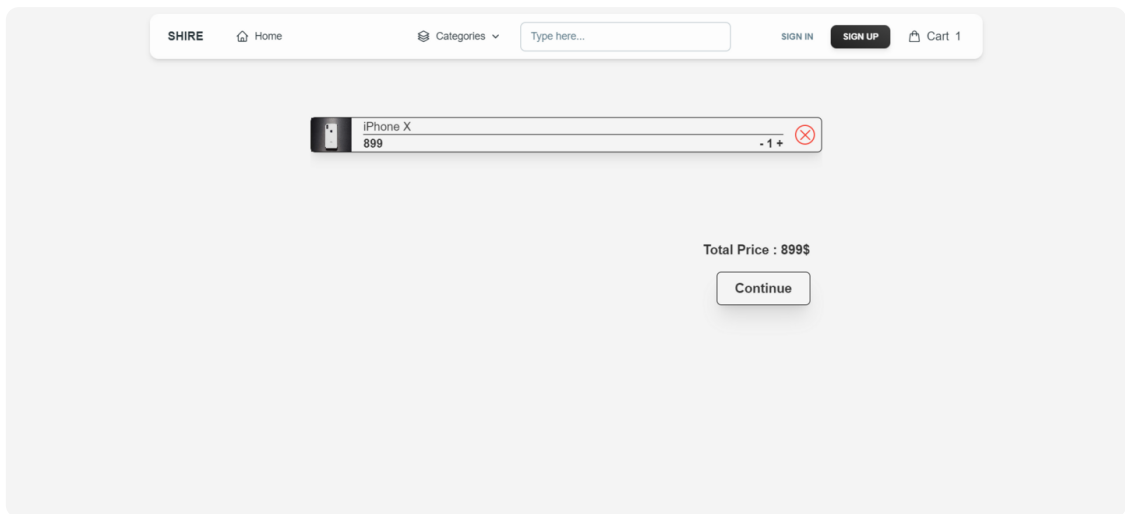 SHIRE Home Categories Type here... SIGN IN SIGN UP Cart 1
iPhone X
899 - 1 +
Total Price : 899$
Continue